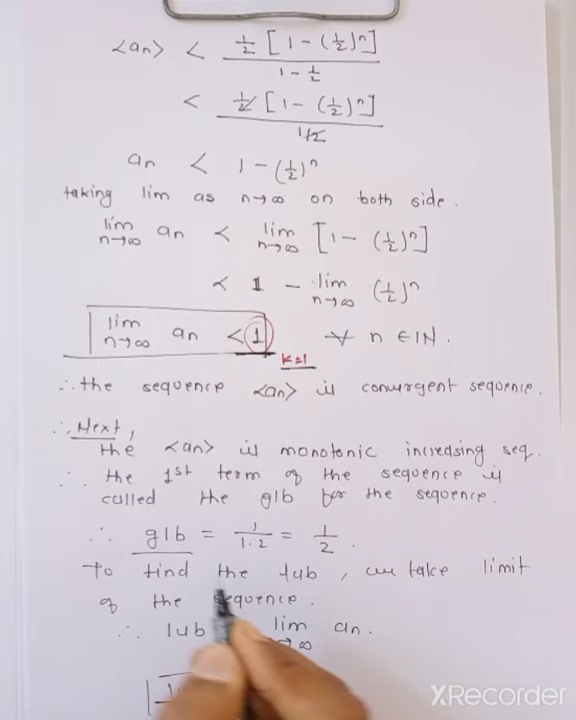 <an> < 1/2 [1 - (1/2)^n] / 1 - 1/2
< 1/2 [1 - (1/2)^n] / 1/2
an < 1 - (1/2)^n
taking lim as n→∞ on both side.
lim n→∞ an < lim n→∞ [1 - (1/2)^n]
< 1 - lim n→∞ (1/2)^n
lim n→∞ an < 1 ∀ n ∈ IN.
k=1
∴ the sequence <an> is convergent sequence.
∴ Next,
the <an> is monotonic increasing seq.
∴ the 1st term of the sequence is
called the glb for the sequence.
∴ glb = 1/1.2 = 1/2.
To find the lub, we take limit
of the sequence.
∴ lub lim →∞ an.
XRecorder